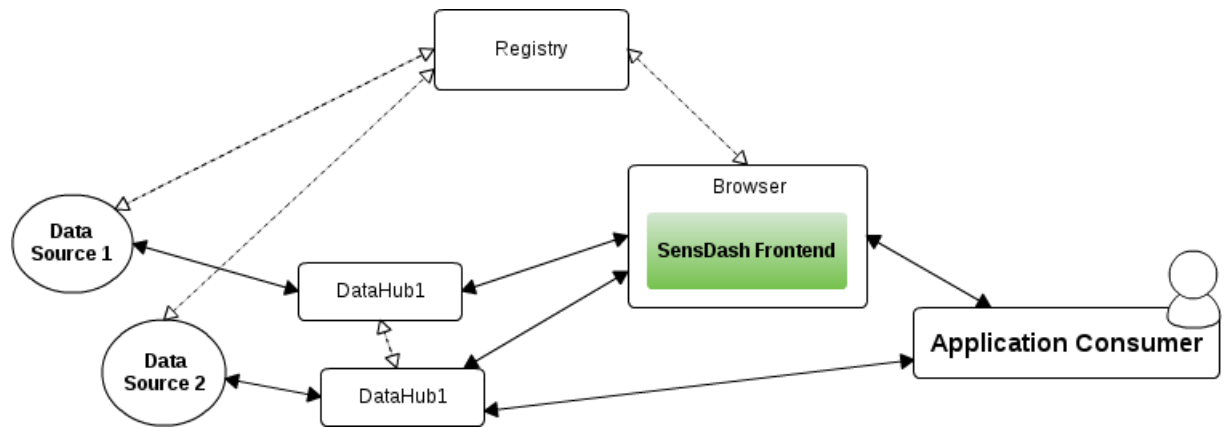 Registry
Browser
SensDash Frontend
Data
Source 1
DataHub1
Application Consumer
Data
Source 2
DataHub1